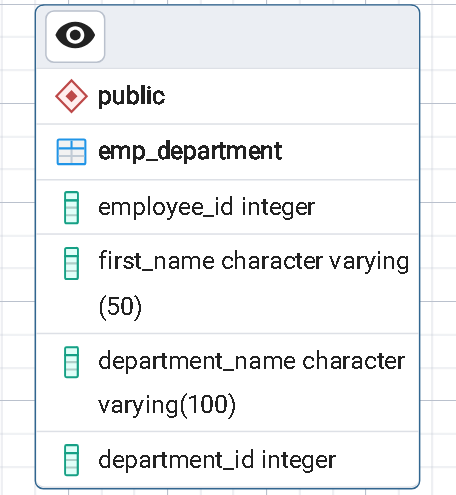 public
emp_department
employee_id integer
first_name character varying
(50)
department_name character
varying(100)
department_id integer